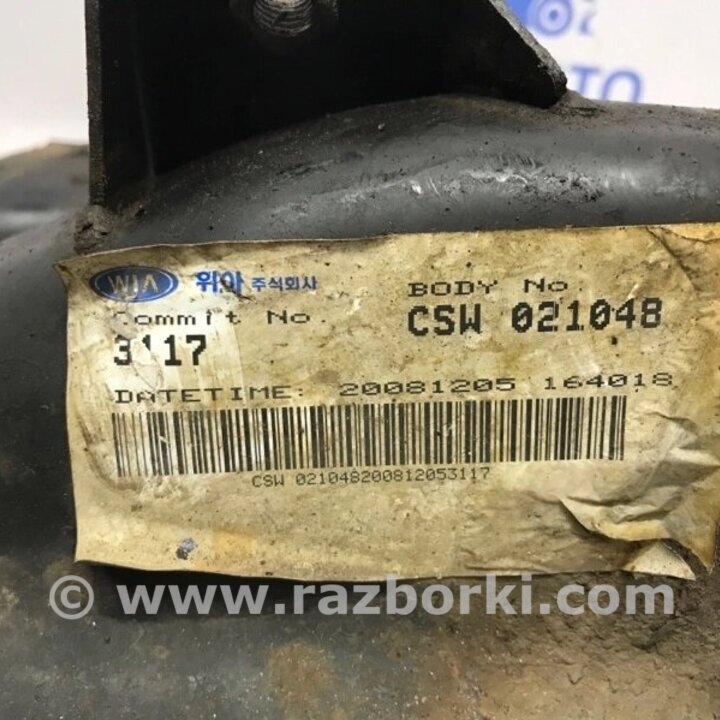 WIA 위아 주식회사
BODY No.
Commit No.
CSW 021048
3117
DATETIME: 20081205 164018
CSW 021048200812053117
© www.razborki.com